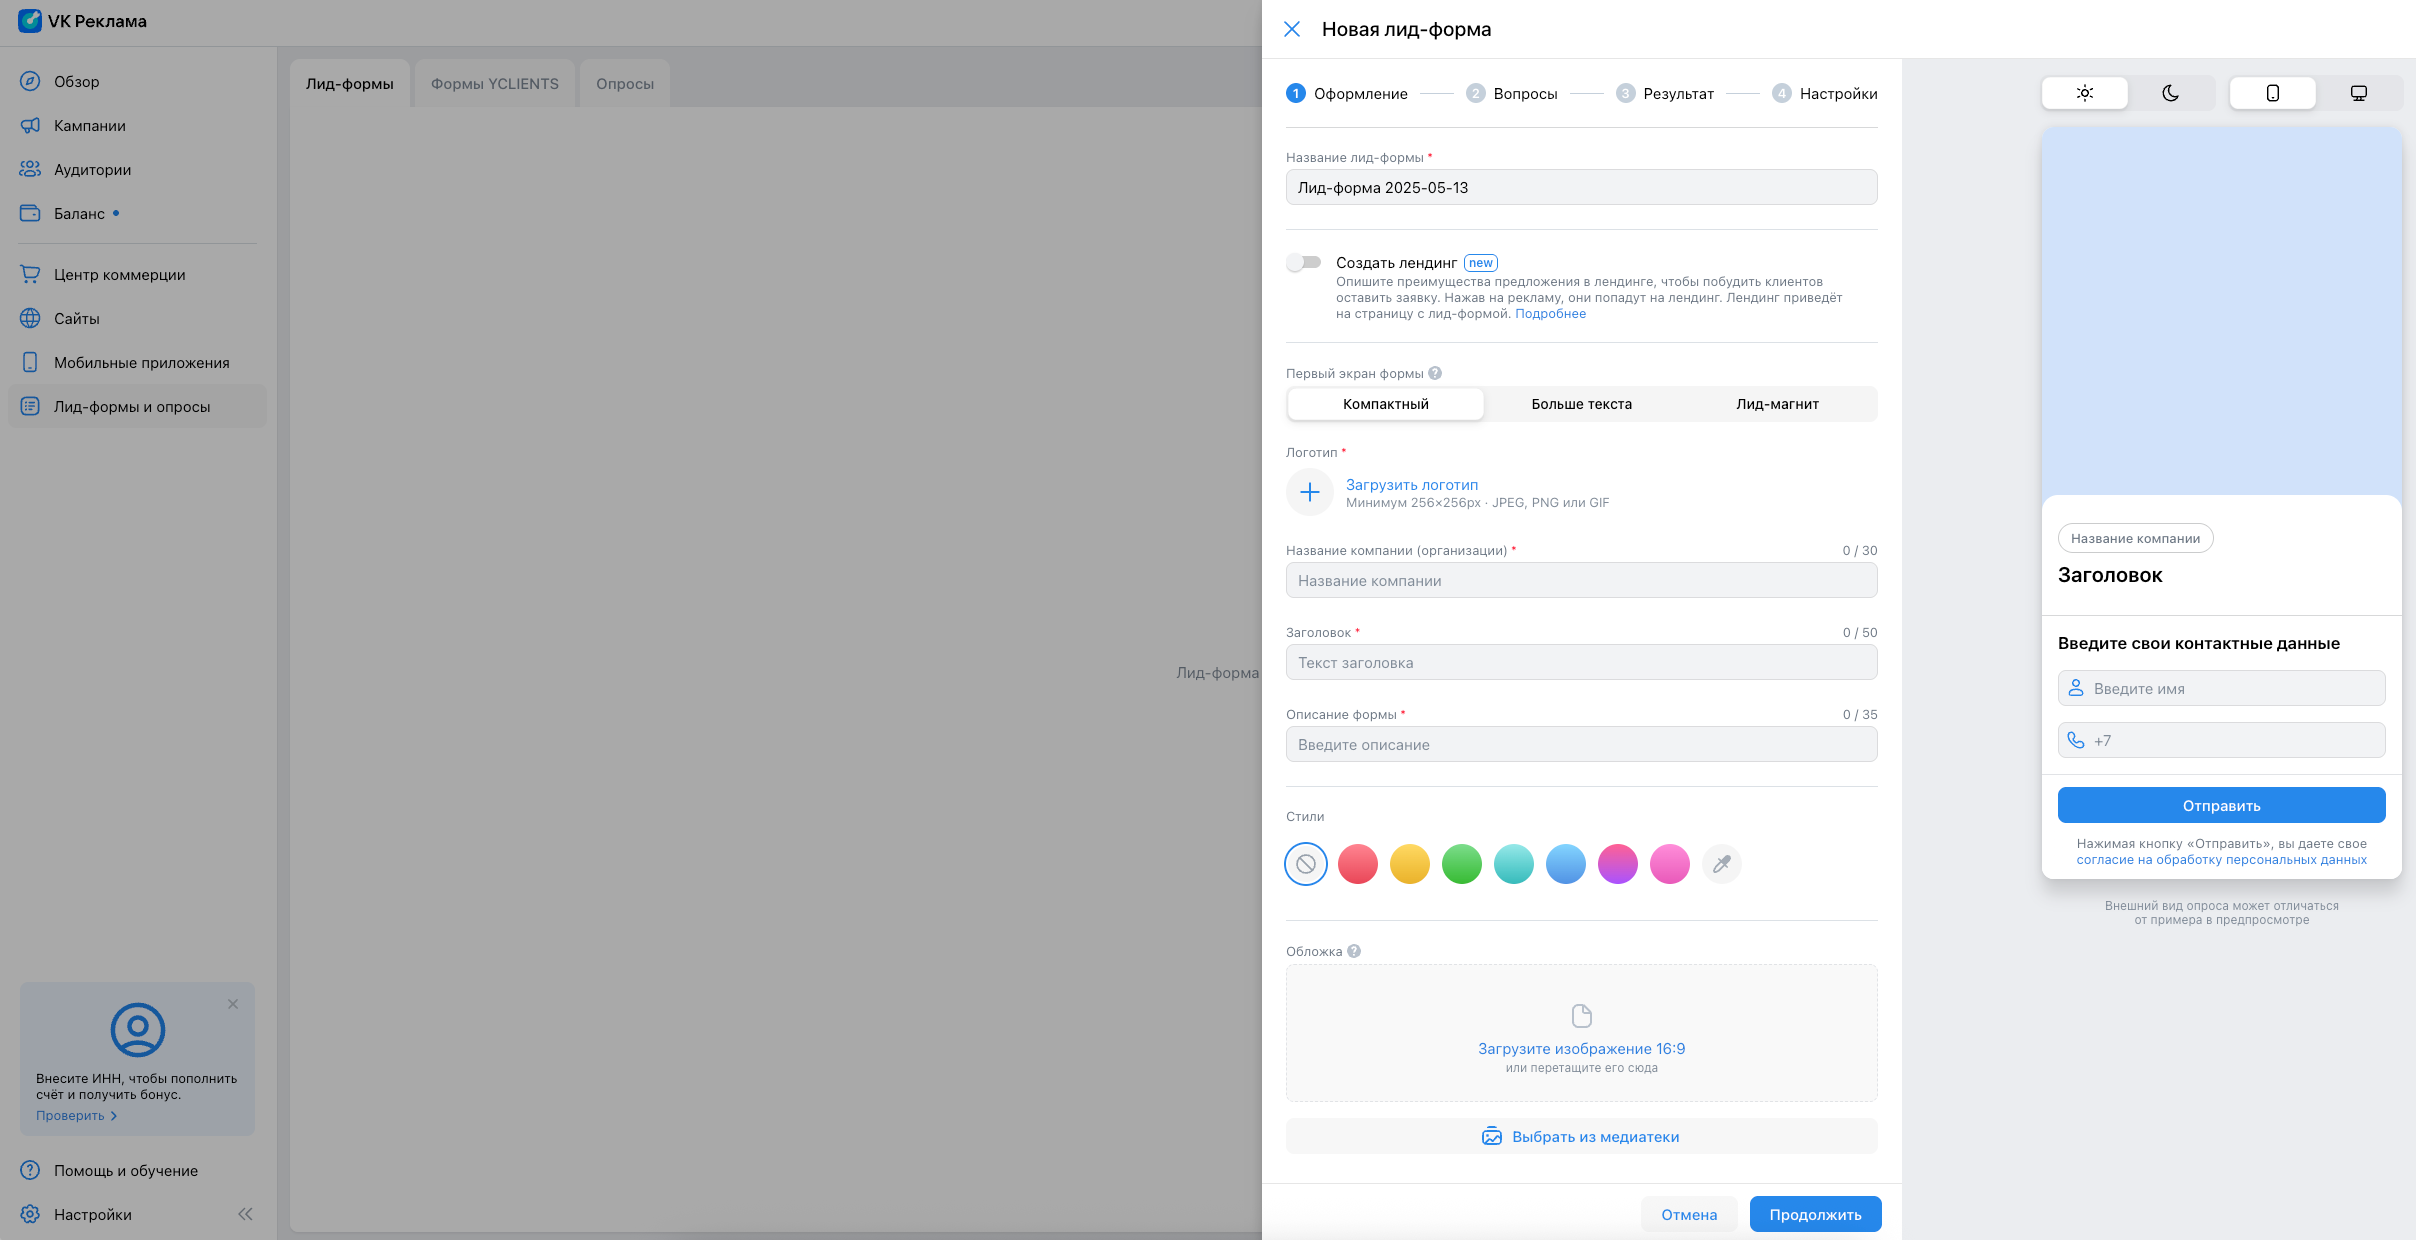 VK Реклама
Обзор
Кампании
Аудитории
Баланс
Центр коммерции
Сайты
Мобильные приложения
Лид-формы и опросы
Внесите ИНН, чтобы пополнить
счёт и получить бонус.
Проверить
Помощь и обучение
Настройки
Лид-формы
Формы YCLIENTS
Опросы
Лид-форма
Новая лид-форма
1 Оформление
2 Вопросы
3 Результат
4 Настройки
Название лид-формы *
Лид-форма 2025-05-13
Создать лендинг new
Опишите преимущества предложения в лендинге, чтобы побудить клиентов
оставить заявку. Нажав на рекламу, они попадут на лендинг. Лендинг приведёт
на страницу с лид-формой. Подробнее
Первый экран формы ?
Компактный
Больше текста
Лид-магнит
Логотип *
Загрузить логотип
Минимум 256×256px · JPEG, PNG или GIF
Название компании (организации) * 0 / 30
Название компании
Заголовок * 0 / 50
Текст заголовка
Описание формы * 0 / 35
Введите описание
Стили
Обложка ?
Загрузите изображение 16:9
или перетащите его сюда
Выбрать из медиатеки
Отмена
Продолжить
Название компании
Заголовок
Введите свои контактные данные
Введите имя
+7
Отправить
Нажимая кнопку «Отправить», вы даете свое
согласие на обработку персональных данных
Внешний вид опроса может отличаться
от примера в предпросмотре